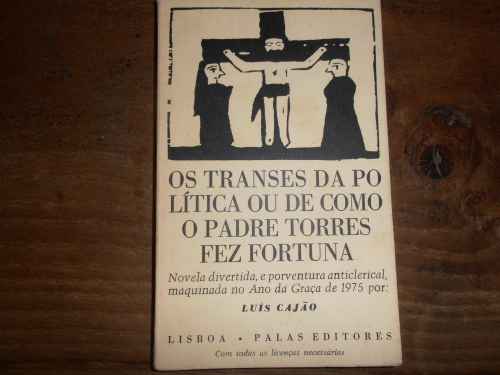 OS TRANSES DA PO
LÍTICA OU DE COMO
O PADRE TORRES
FEZ FORTUNA
Novela divertida, e porventura anticlerical,
maquinada no Ano da Graça de 1975 por:
LUÍS CAJÃO
LISBOA • PALAS EDITORES
Com todas as licenças necessárias